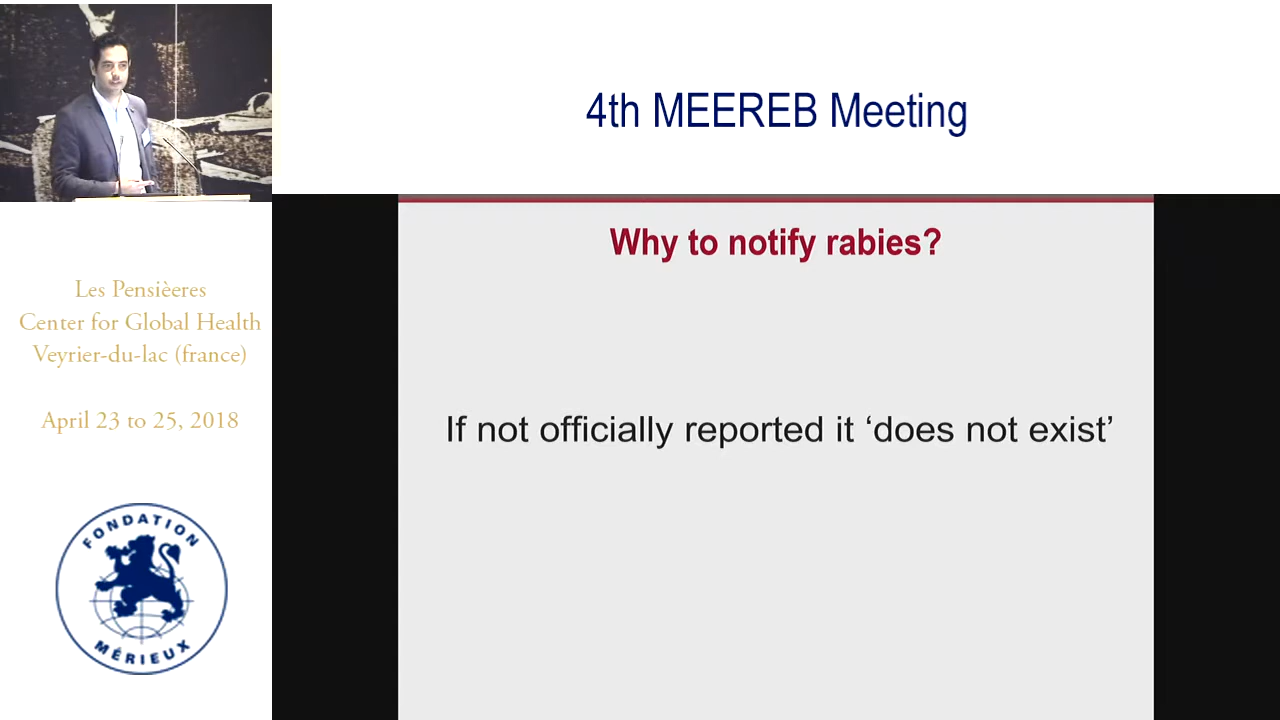 4th MEEREB Meeting
Why to notify rabies?
If not officially reported it ‘does not exist’
Les Pensièeres
Center for Global Health
Veyrier-du-lac (france)
April 23 to 25, 2018
FONDATION
MÉRIEUX